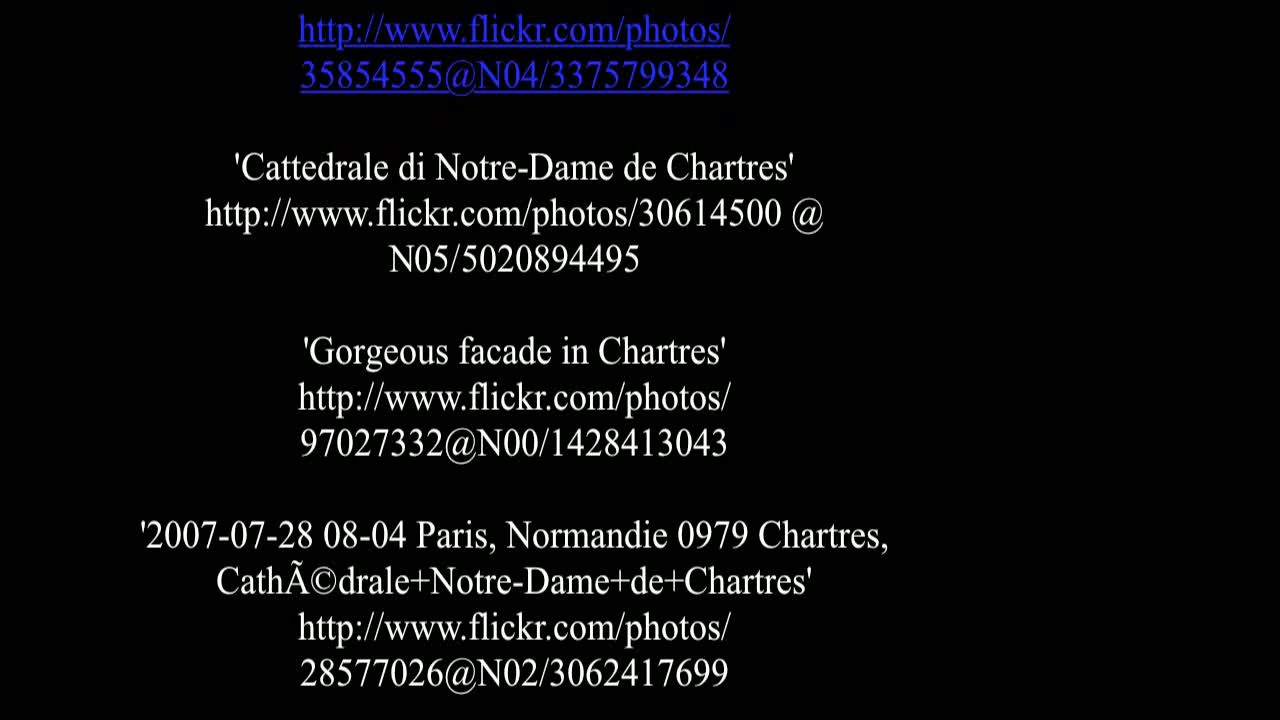 http://www.flickr.com/photos/
35854555@N04/3375799348
'Cattedrale di Notre-Dame de Chartres'
http://www.flickr.com/photos/30614500 @
N05/5020894495
'Gorgeous facade in Chartres'
http://www.flickr.com/photos/
97027332@N00/1428413043
'2007-07-28 08-04 Paris, Normandie 0979 Chartres,
CathÃ©drale+Notre-Dame+de+Chartres'
http://www.flickr.com/photos/
28577026@N02/3062417699